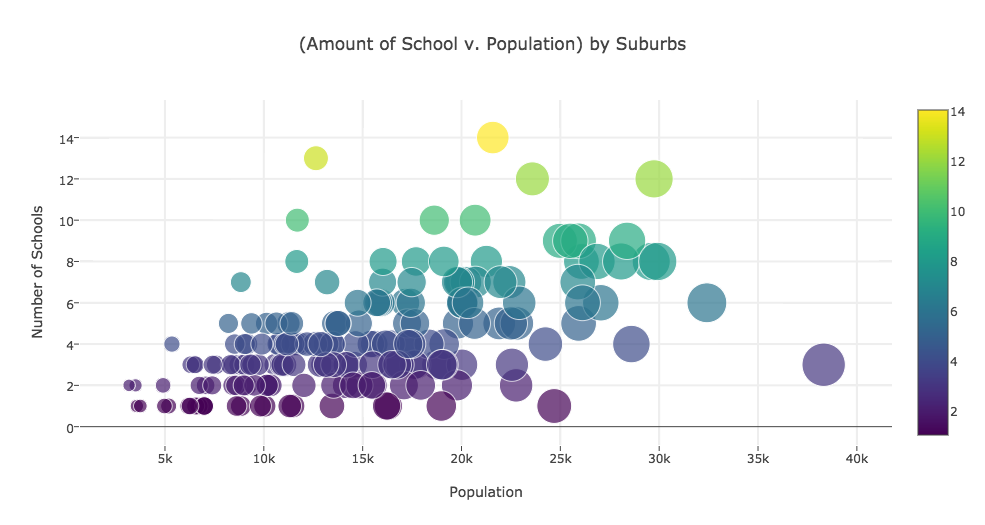 (Amount of School v. Population) by Suburbs
Number of Schools
14
12
10
8
6
4
2
0
5k
10k
15k
20k
25k
30k
35k
40k
Population
14
12
10
8
6
4
2